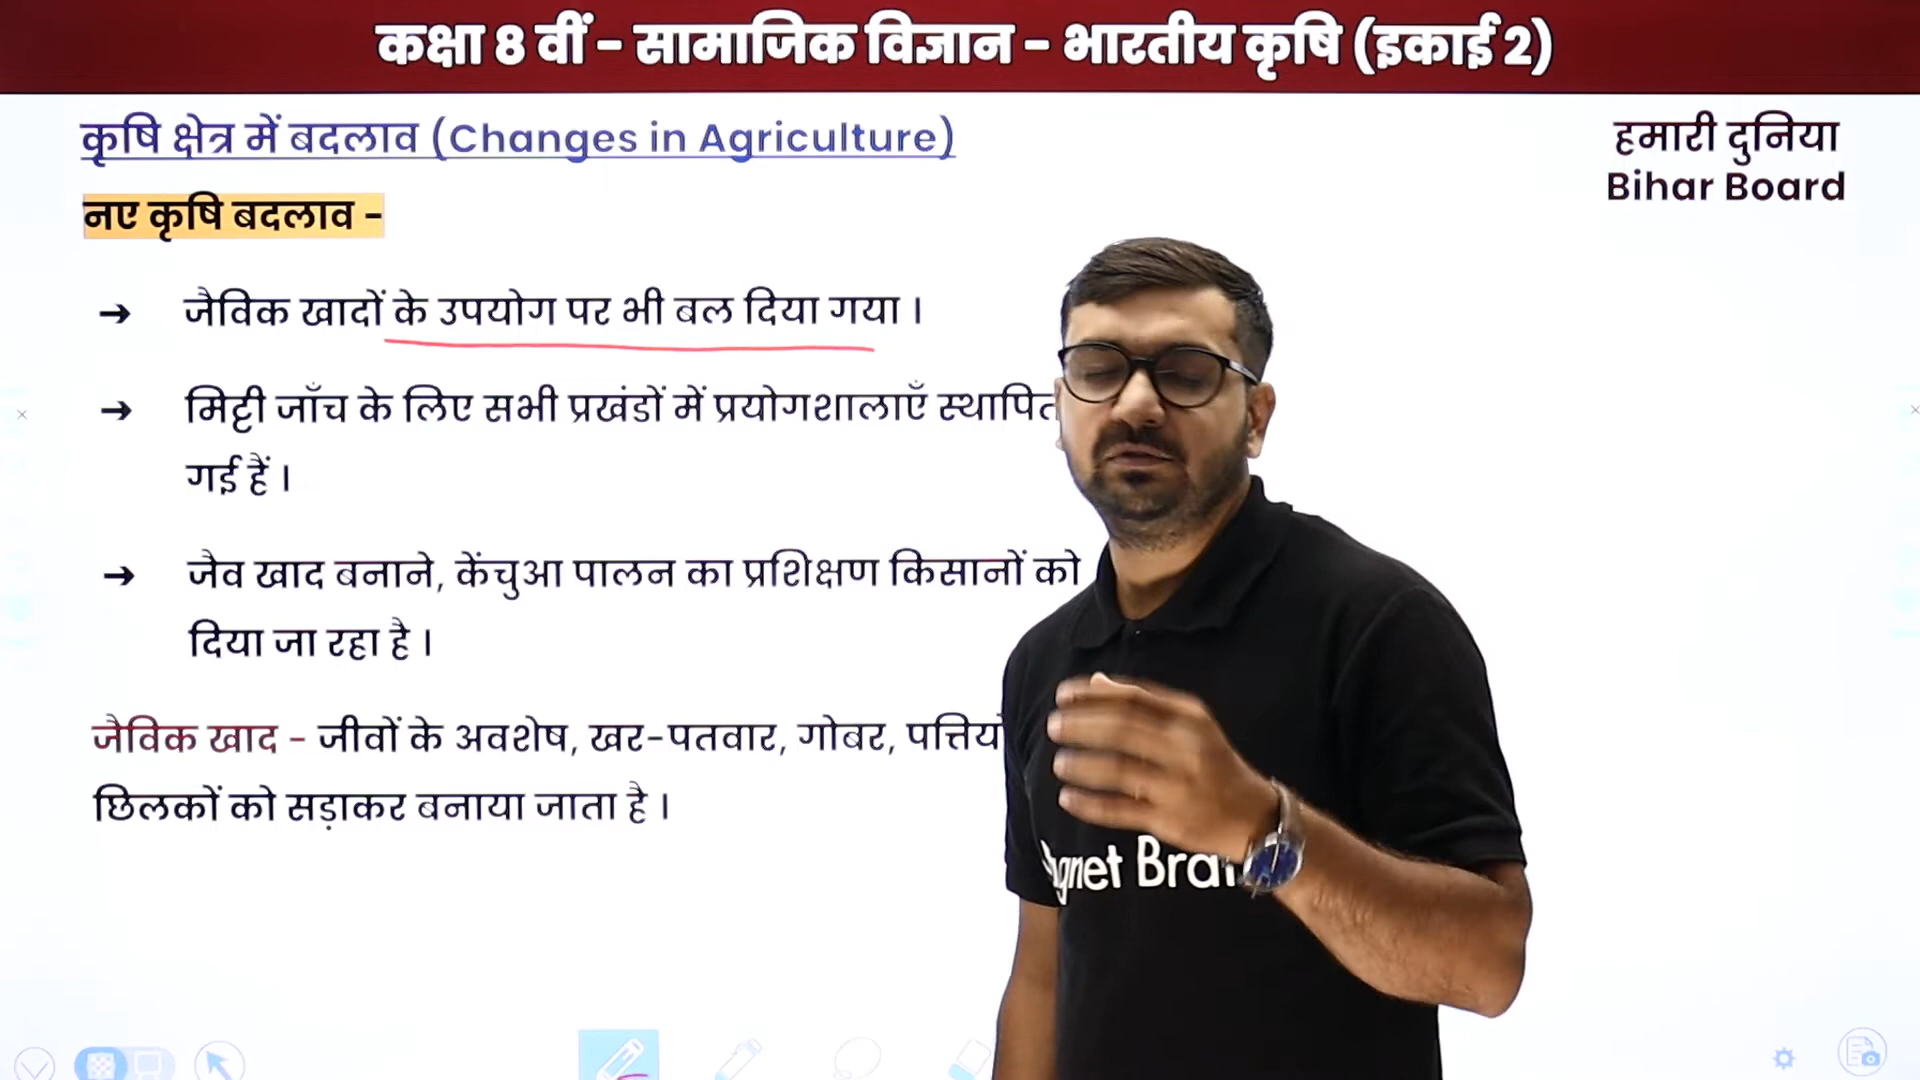 कक्षा 8 वीं - सामाजिक विज्ञान - भारतीय कृषि (इकाई 2)
कृषि क्षेत्र में बदलाव (Changes in Agriculture)
हमारी दुनिया
Bihar Board
नए कृषि बदलाव -
→ जैविक खादों के उपयोग पर भी बल दिया गया ।
→ मिट्टी जाँच के लिए सभी प्रखंडों में प्रयोगशालाएँ स्थापित
गई हैं ।
→ जैव खाद बनाने, केंचुआ पालन का प्रशिक्षण किसानों को
दिया जा रहा है ।
जैविक खाद - जीवों के अवशेष, खर-पतवार, गोबर,
छिलकों को सड़ाकर बनाया जाता है ।